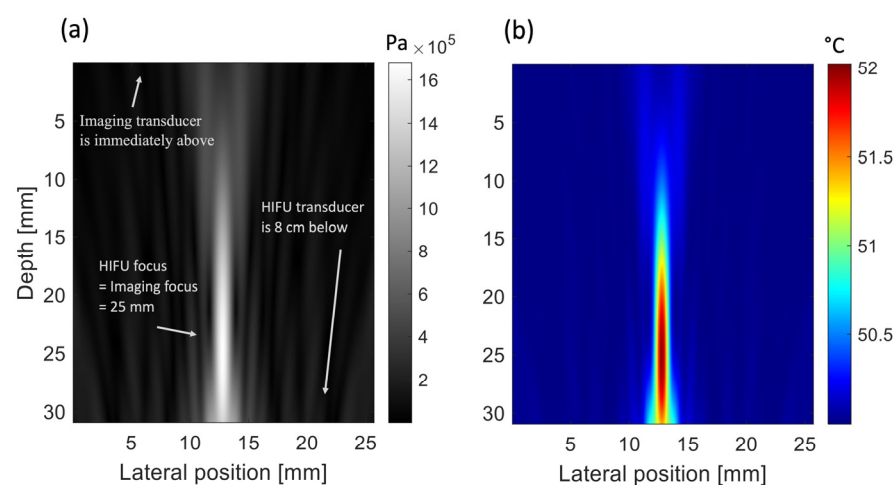 (a)
Pa ×10⁵
Imaging transducer
is immediately above
HIFU transducer
is 8 cm below
HIFU focus
= Imaging focus
= 25 mm
Depth [mm]
5
10
15
20
25
30
5
10
15
20
25
Lateral position [mm]
16
14
12
10
8
6
4
2
(b)
°C
5
10
15
20
25
30
5
10
15
20
25
Lateral position [mm]
52
51.5
51
50.5